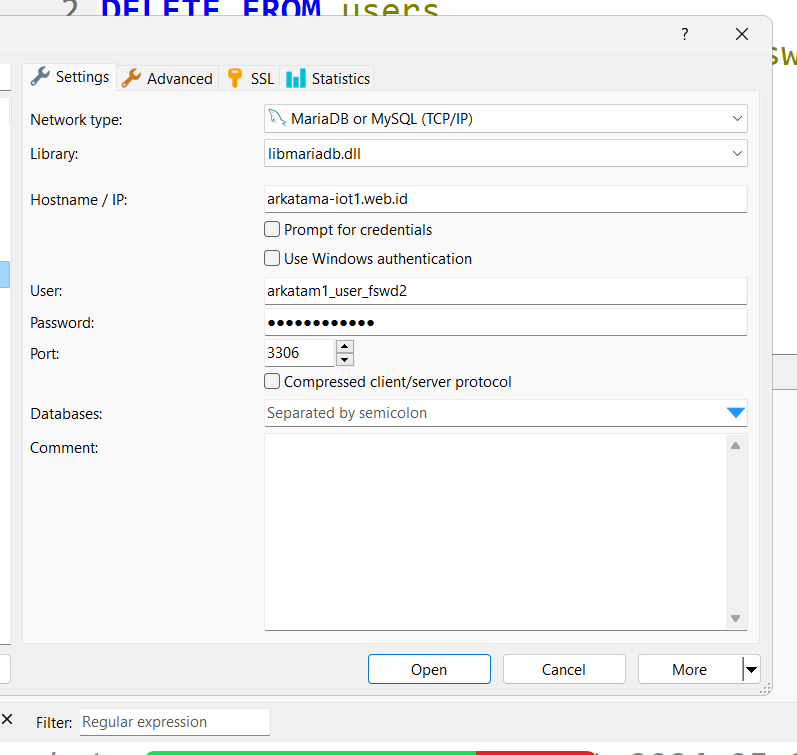 2 DELETE FROM users
?
Settings Advanced SSL Statistics
Network type: MariaDB or MySQL (TCP/IP)
Library: libmariadb.dll
Hostname / IP: arkatama-iot1.web.id
Prompt for credentials
Use Windows authentication
User: arkatam1_user_fswd2
Password: ●●●●●●●●●●●●
Port: 3306
Compressed client/server protocol
Databases: Separated by semicolon
Comment:
Open Cancel More
Filter: Regular expression